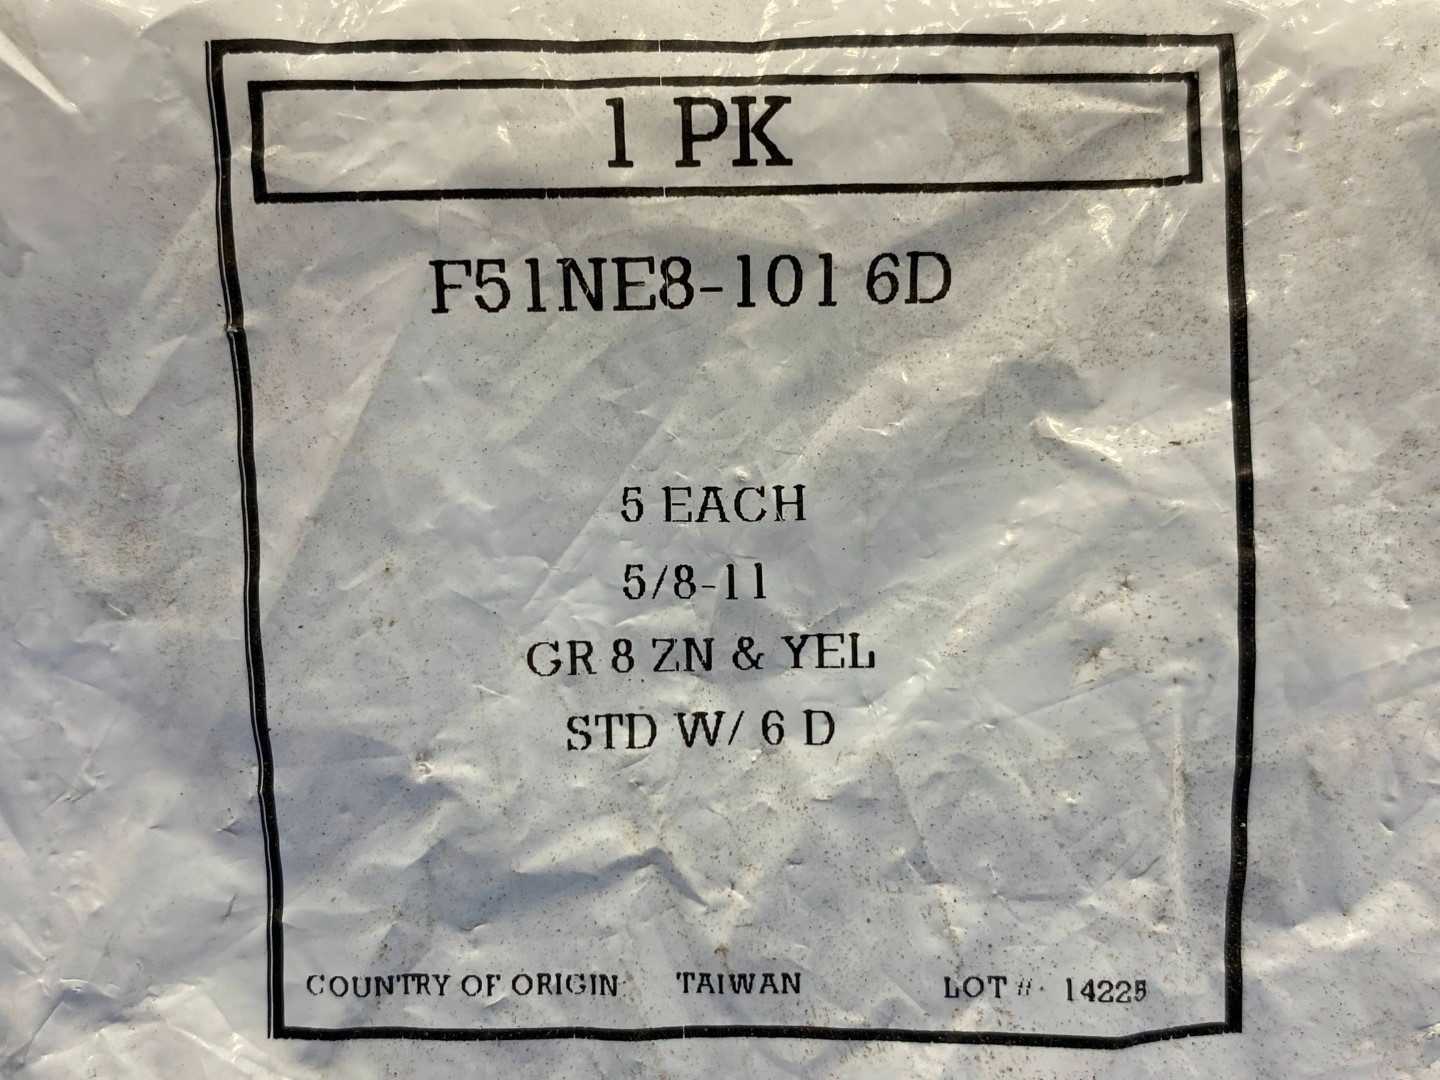 1 PK
F51NE8-101 6D
5 EACH
5/8-11
GR 8 ZN & YEL
STD W/ 6 D
COUNTRY OF ORIGIN: TAIWAN LOT #: 14225